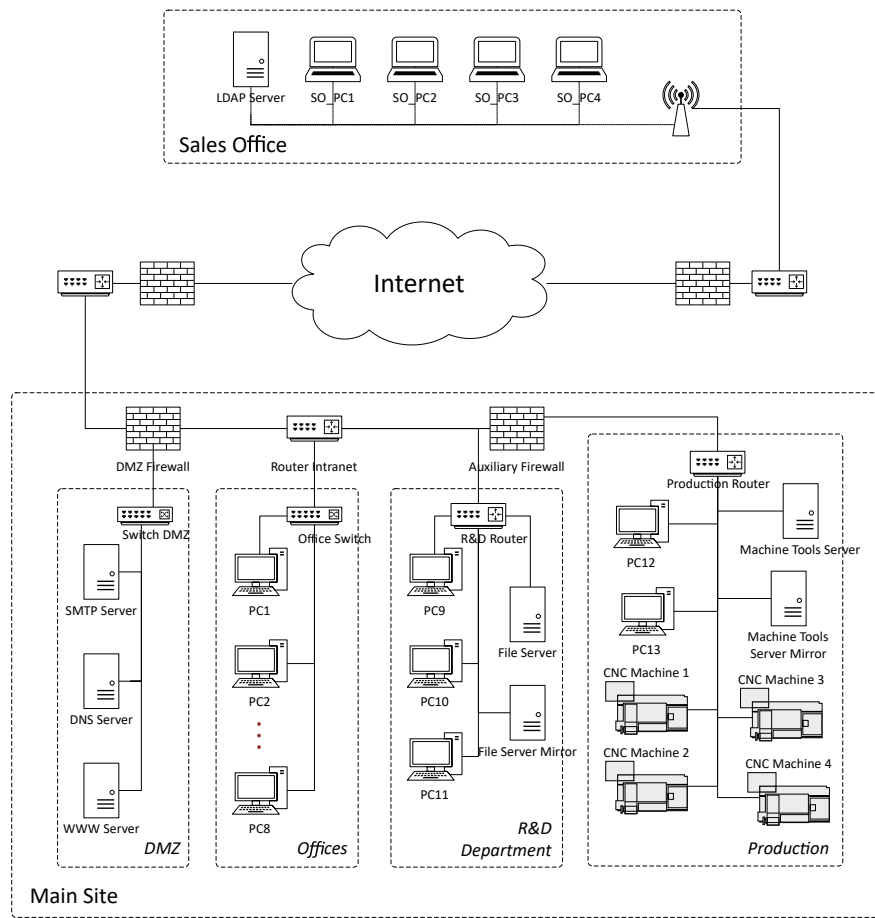 LDAP Server
SO_PC1
SO_PC2
SO_PC3
SO_PC4
Sales Office
Internet
DMZ Firewall
Router Intranet
Auxiliary Firewall
Production Router
Switch DMZ
Office Switch
R&D Router
PC12
Machine Tools Server
SMTP Server
PC1
PC9
File Server
PC13
Machine Tools
Server Mirror
DNS Server
PC2
PC10
File Server Mirror
CNC Machine 1
CNC Machine 3
CNC Machine 2
CNC Machine 4
WWW Server
PC8
PC11
DMZ
Offices
R&D
Department
Production
Main Site